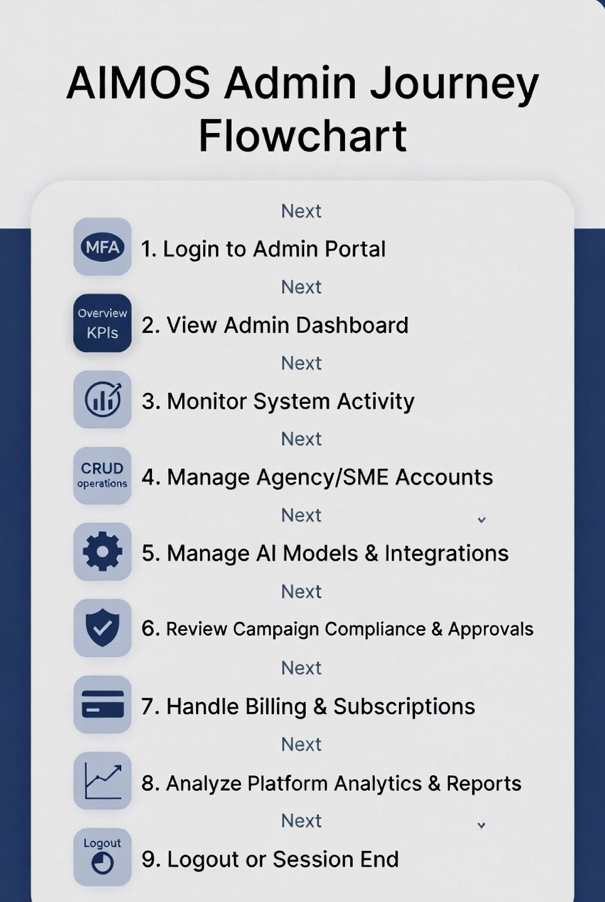 AIMOS Admin Journey
Flowchart
Next
MFA
1. Login to Admin Portal
Next
Overview
KPIs
2. View Admin Dashboard
Next
3. Monitor System Activity
Next
CRUD
operations
4. Manage Agency/SME Accounts
Next
5. Manage AI Models & Integrations
Next
6. Review Campaign Compliance & Approvals
Next
7. Handle Billing & Subscriptions
Next
8. Analyze Platform Analytics & Reports
Next
Logout
9. Logout or Session End